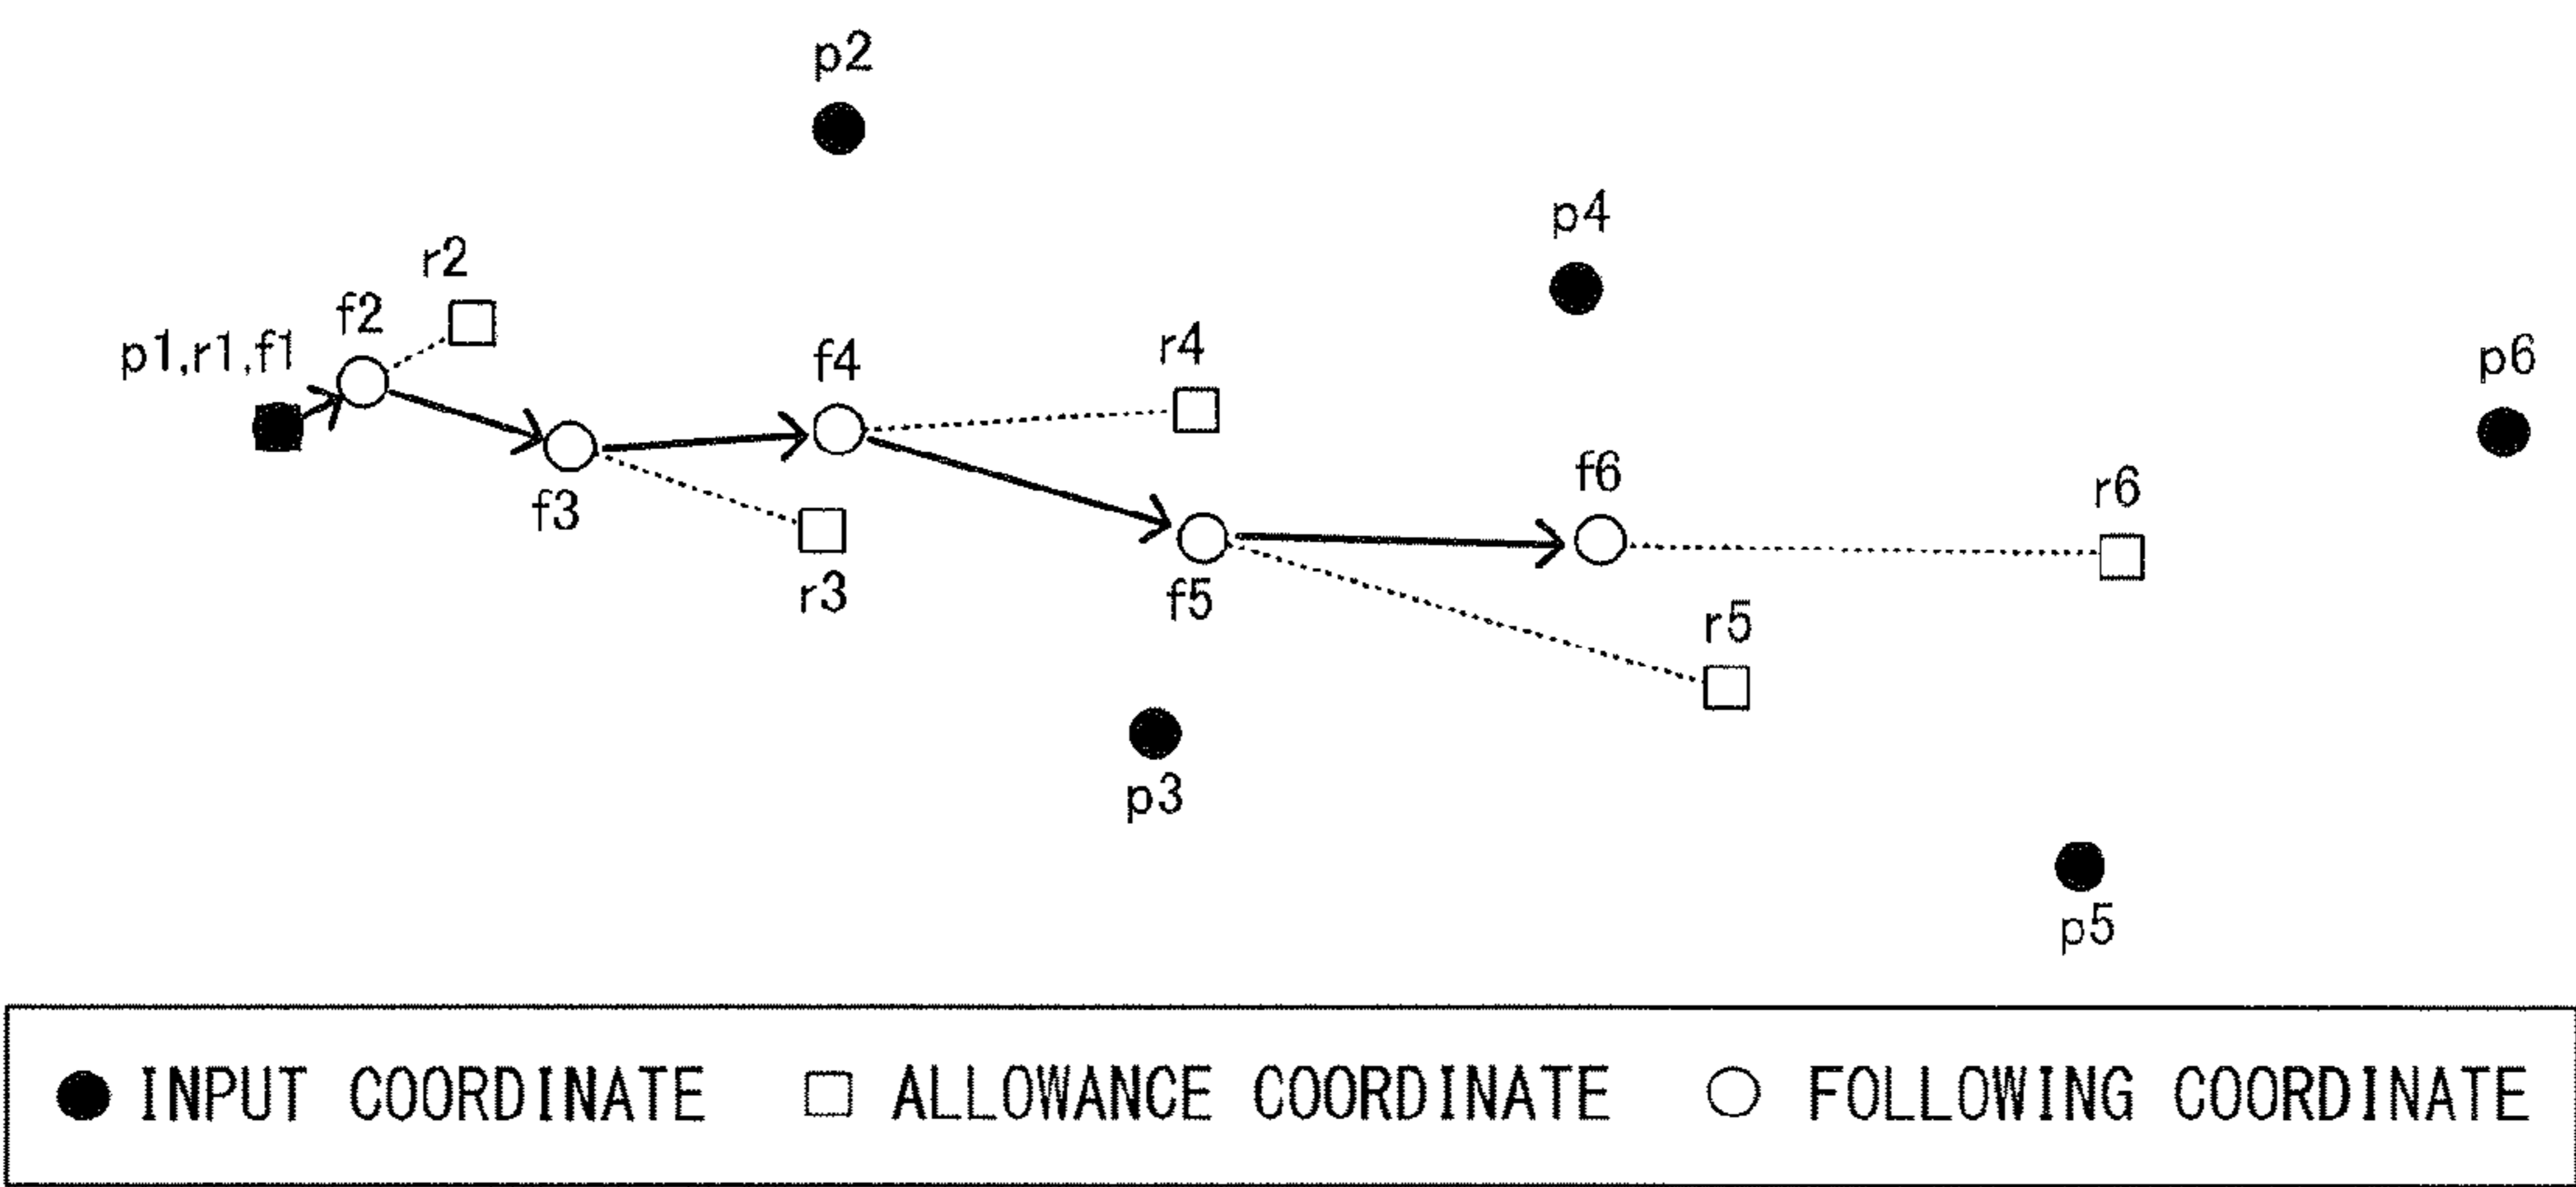 p2
p4
r2
f2
p1,r1,f1
f4
r4
p6
f6
r6
f3
r3
f5
r5
p3
p5
INPUT COORDINATE ALLOWANCE COORDINATE FOLLOWING COORDINATE